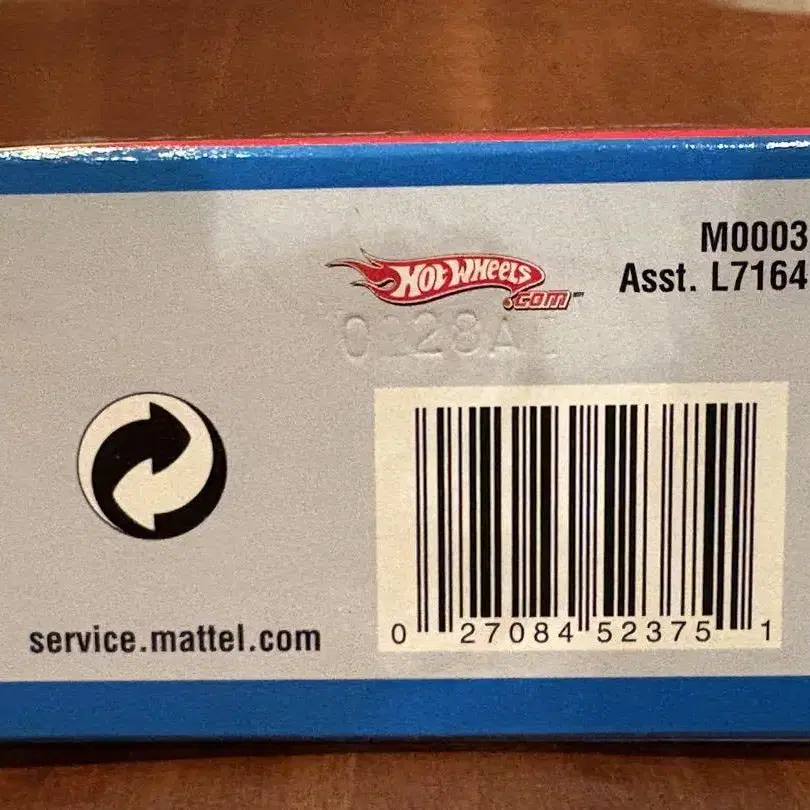 M0003
Asst. L7164
HOT WHEELS
.COM
service.mattel.com
0 27084 52375 1